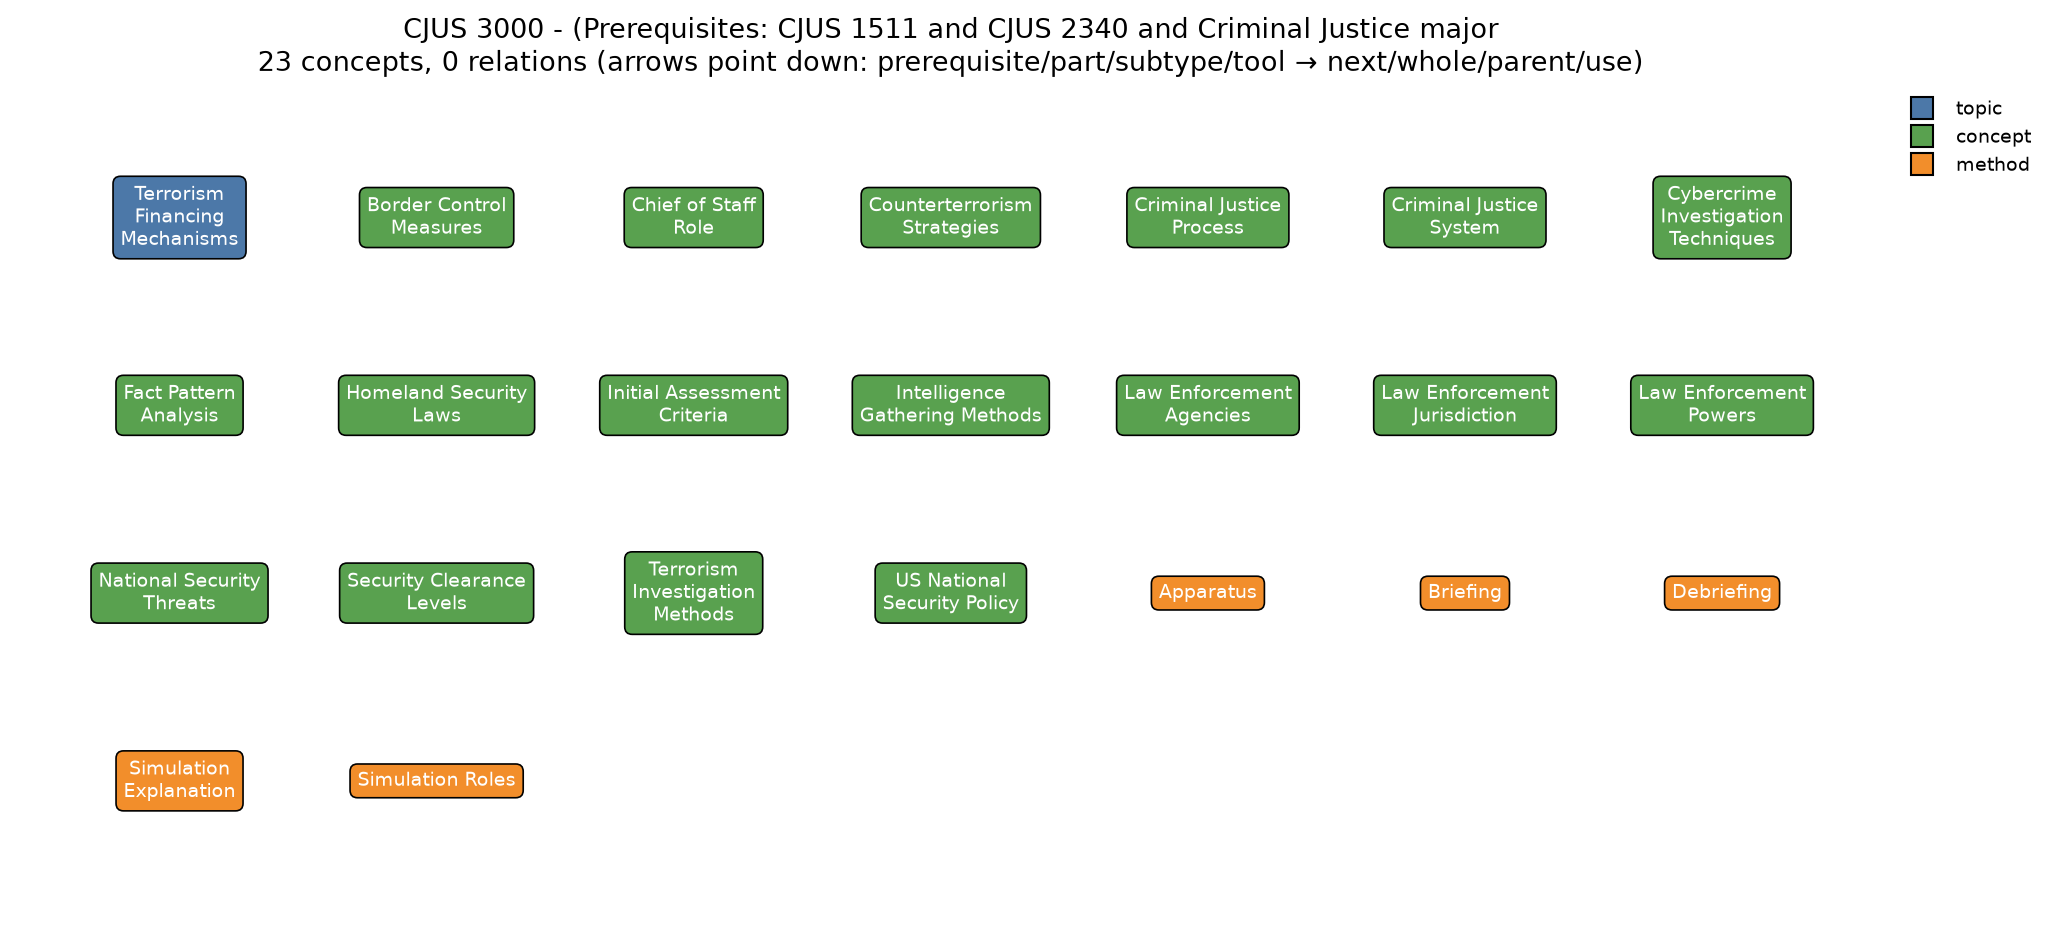 CJUS 3000 - (Prerequisites: CJUS 1511 and CJUS 2340 and Criminal Justice major
23 concepts, 0 relations (arrows point down: prerequisite/part/subtype/tool → next/whole/parent/use)
topic
concept
method
Terrorism
Financing
Mechanisms
Border Control
Measures
Chief of Staff
Role
Counterterrorism
Strategies
Criminal Justice
Process
Criminal Justice
System
Cybercrime
Investigation
Techniques
Fact Pattern
Analysis
Homeland Security
Laws
Initial Assessment
Criteria
Intelligence
Gathering Methods
Law Enforcement
Agencies
Law Enforcement
Jurisdiction
Law Enforcement
Powers
National Security
Threats
Security Clearance
Levels
Terrorism
Investigation
Methods
US National
Security Policy
Apparatus
Briefing
Debriefing
Simulation
Explanation
Simulation Roles